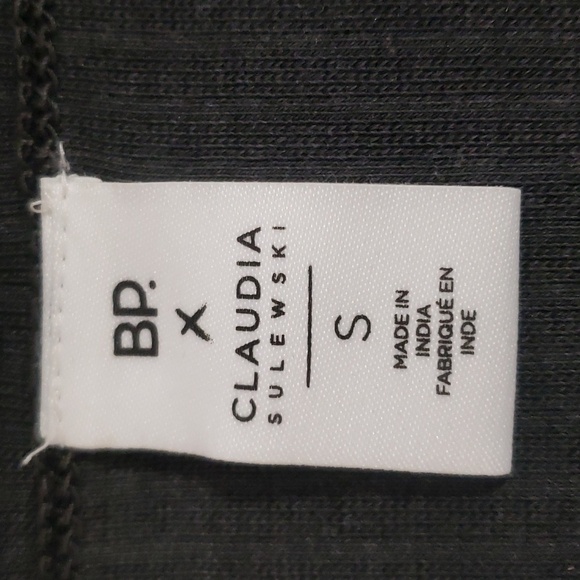 BP.
X
CLAUDIA
SULEWSKI
S
MADE IN
INDIA
FABRIQUÉ EN
INDE